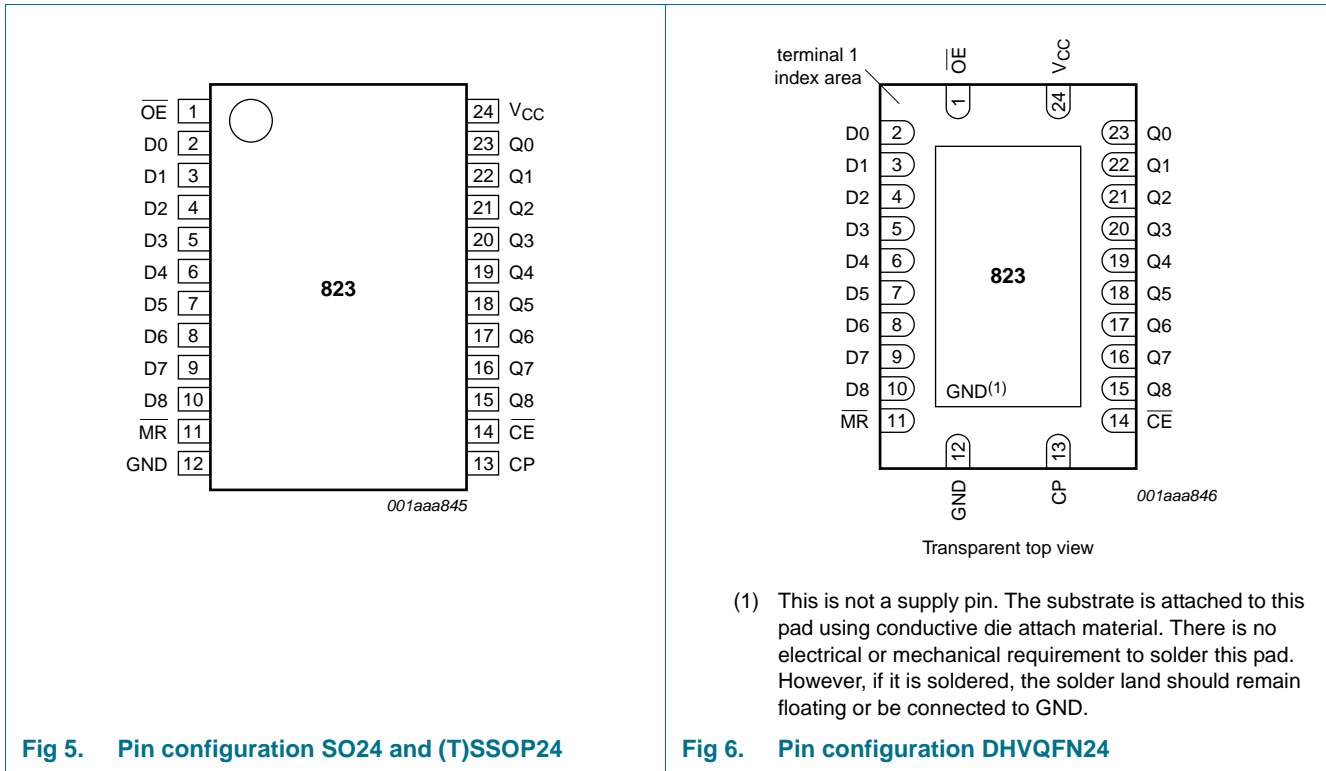 OE 1 24 VCC
D0 2 23 Q0
D1 3 22 Q1
D2 4 21 Q2
D3 5 20 Q3
D4 6 19 Q4
823
D5 7 18 Q5
D6 8 17 Q6
D7 9 16 Q7
D8 10 15 Q8
MR 11 14 CE
GND 12 13 CP
001aaa845
Fig 5. Pin configuration SO24 and (T)SSOP24
terminal 1
index area
OE VCC
1 24
D0 2 23 Q0
D1 3 22 Q1
D2 4 21 Q2
D3 5 20 Q3
D4 6 19 Q4
823
D5 7 18 Q5
D6 8 17 Q6
D7 9 16 Q7
D8 10 GND(1) 15 Q8
MR 11 14 CE
12 13
GND CP
001aaa846
Transparent top view
(1) This is not a supply pin. The substrate is attached to this
pad using conductive die attach material. There is no
electrical or mechanical requirement to solder this pad.
However, if it is soldered, the solder land should remain
floating or be connected to GND.
Fig 6. Pin configuration DHVQFN24